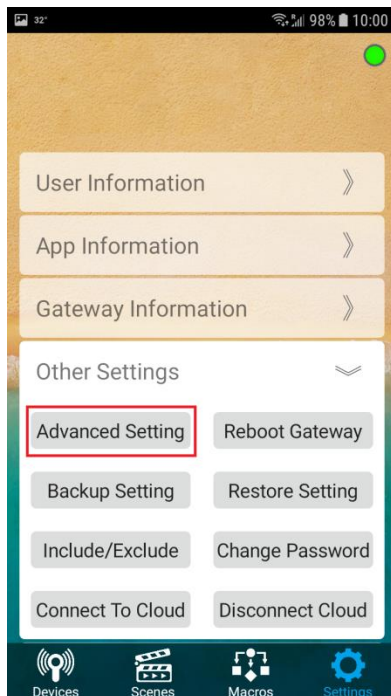 32° 98% 10:00
User Information
App Information
Gateway Information
Other Settings
Advanced Setting Reboot Gateway
Backup Setting Restore Setting
Include/Exclude Change Password
Connect To Cloud Disconnect Cloud
Devices Scenes Macros Settings